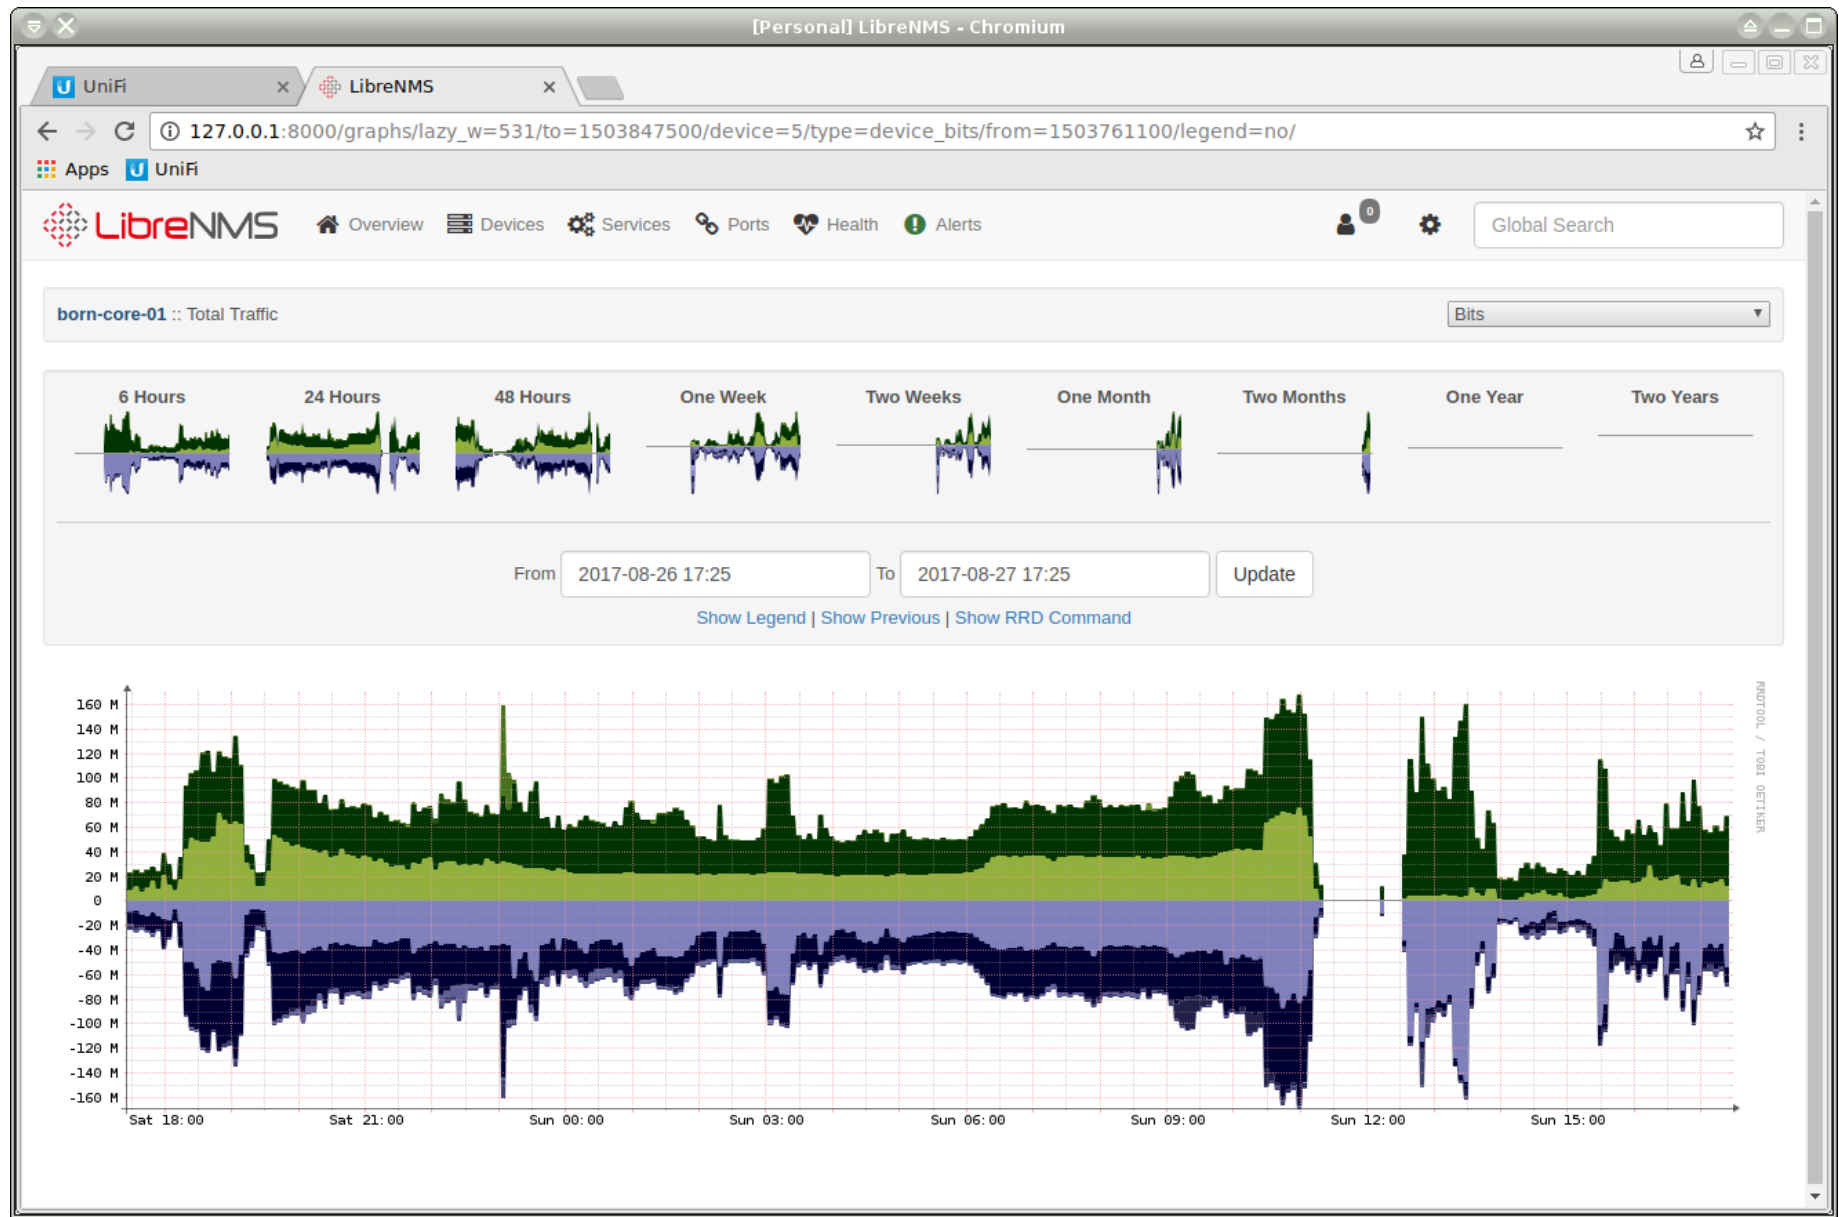 [Personal] LibreNMS - Chromium
UniFi LibreNMS
127.0.0.1:8000/graphs/lazy_w=531/to=1503847500/device=5/type=device_bits/from=1503761100/legend=no/
Apps UniFi
LibreNMS Overview Devices Services Ports Health Alerts 0 Global Search
born-core-01 :: Total Traffic Bits
6 Hours 24 Hours 48 Hours One Week Two Weeks One Month Two Months One Year Two Years
From 2017-08-26 17:25 To 2017-08-27 17:25 Update
Show Legend | Show Previous | Show RRD Command
160 M
140 M
120 M
100 M
80 M
60 M
40 M
20 M
0
-20 M
-40 M
-60 M
-80 M
-100 M
-120 M
-140 M
-160 M
Sat 18:00 Sat 21:00 Sun 00:00 Sun 03:00 Sun 06:00 Sun 09:00 Sun 12:00 Sun 15:00
RRDTOOL / TOBI OETIKER